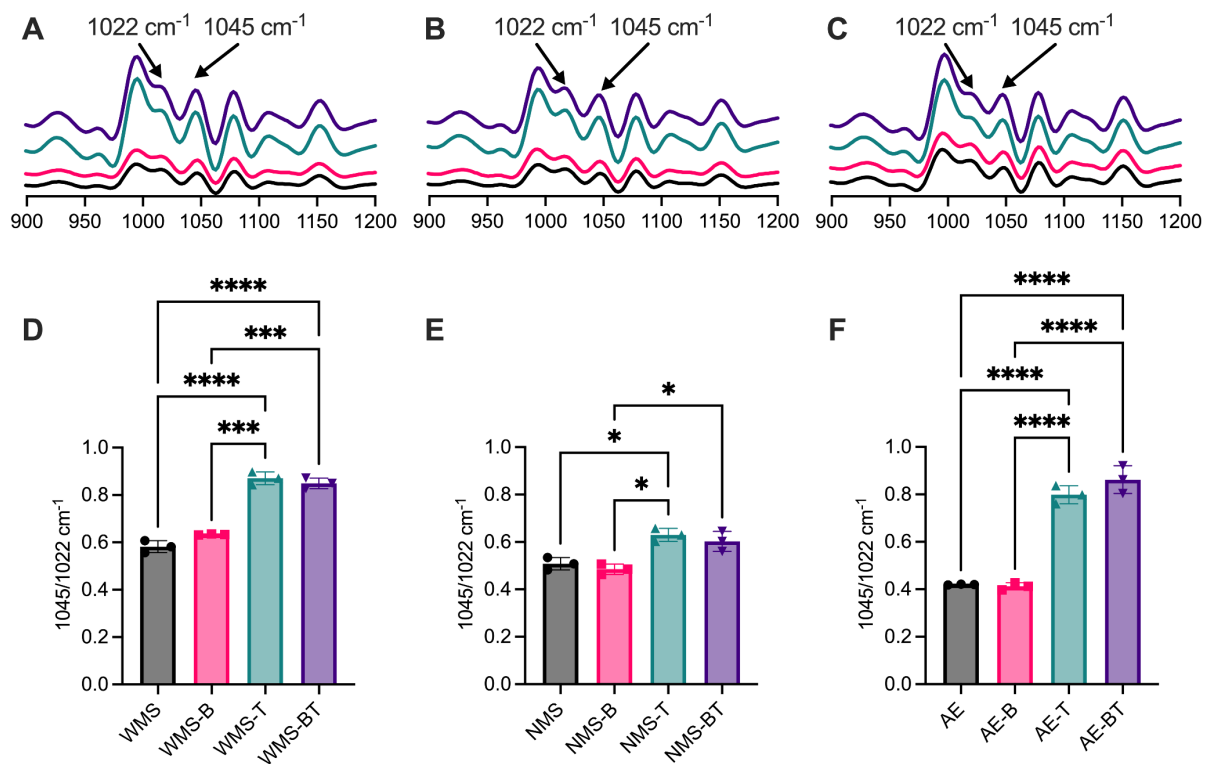 A 1022 cm⁻¹ 1045 cm⁻¹
B 1022 cm⁻¹ 1045 cm⁻¹
C 1022 cm⁻¹ 1045 cm⁻¹
900 950 1000 1050 1100 1150 1200
900 950 1000 1050 1100 1150 1200
900 950 1000 1050 1100 1150 1200
D
****
***
****
***
1045/1022 cm⁻¹
1.0
0.8
0.6
0.4
0.2
0.0
WMS WMS-B WMS-T WMS-BT
E
*
*
*
1045/1022 cm⁻¹
1.0
0.8
0.6
0.4
0.2
0.0
NMS NMS-B NMS-T NMS-BT
F
****
****
****
****
1045/1022 cm⁻¹
1.0
0.8
0.6
0.4
0.2
0.0
AE AE-B AE-T AE-BT